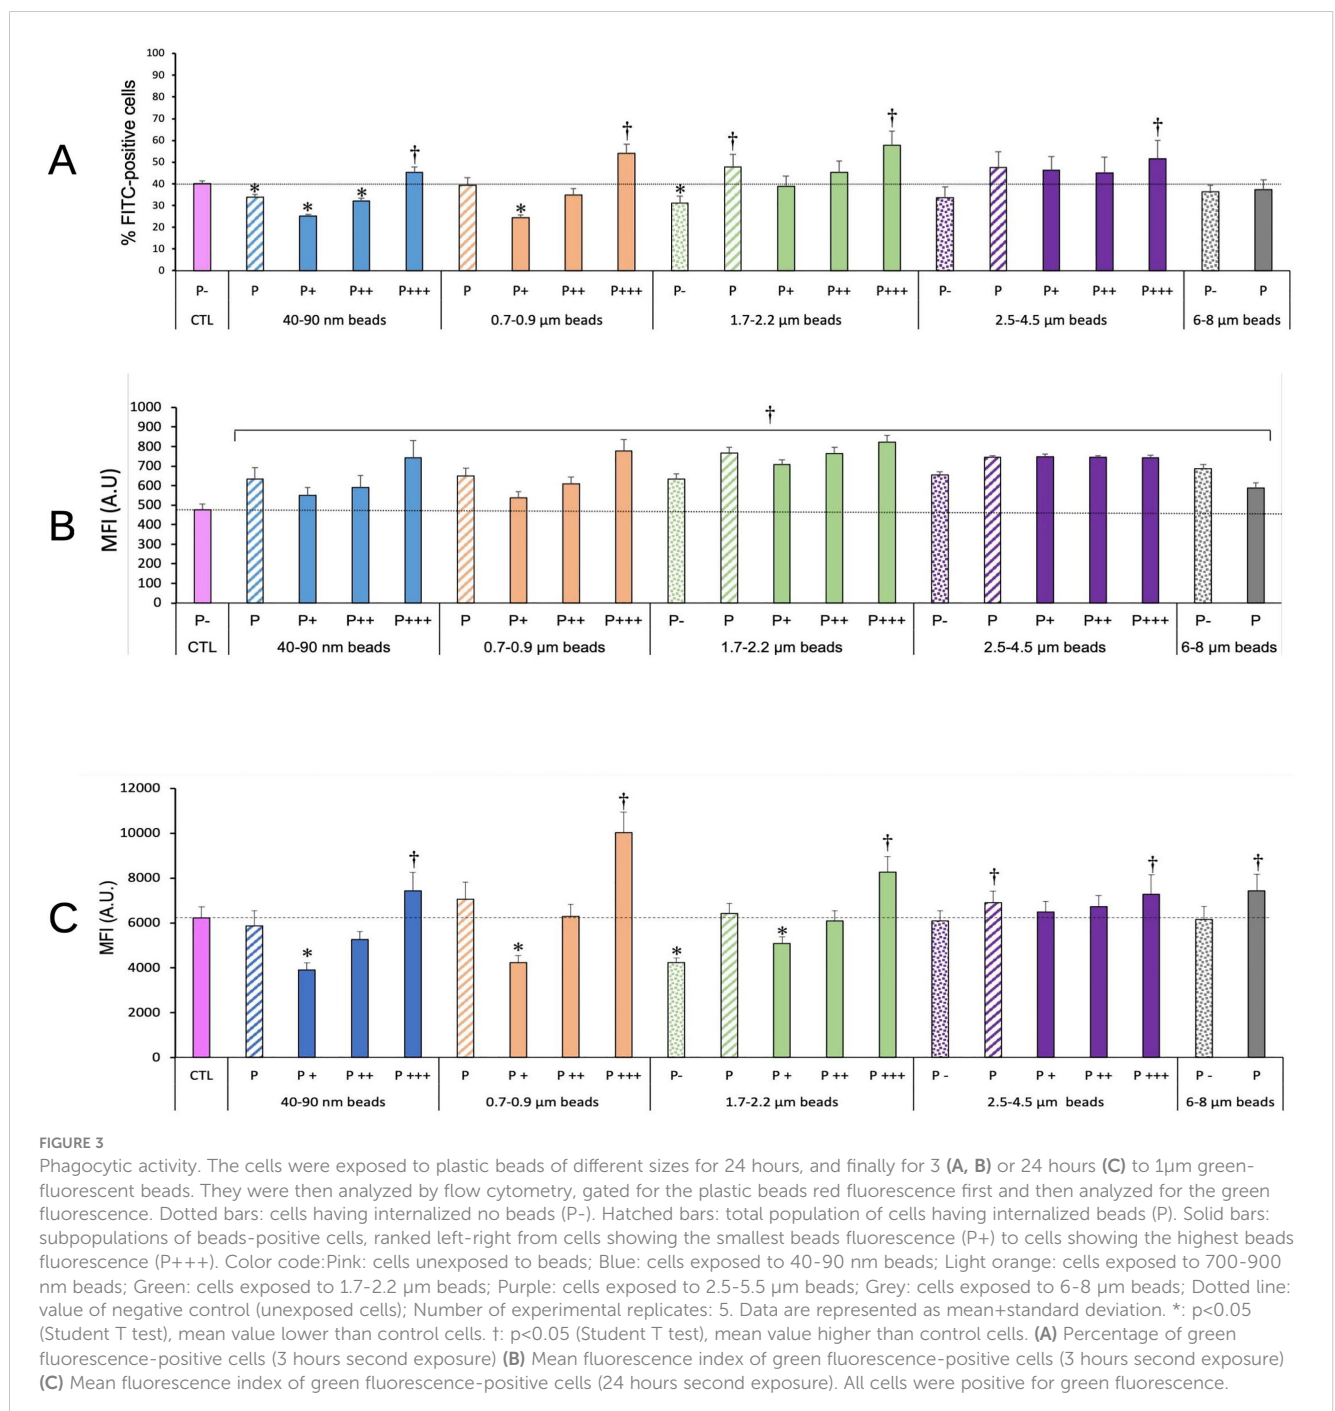 A
% FITC-positive cells
100
90
80
70
60
50
40
30
20
10
0
* * * † * † * † † †
P- P P+ P++ P+++ P P+ P++ P+++ P- P P+ P++ P+++ P- P P+ P++ P+++ P- P
CTL 40-90 nm beads 0.7-0.9 µm beads 1.7-2.2 µm beads 2.5-4.5 µm beads 6-8 µm beads
B
MFI (A.U)
1000
900
800
700
600
500
400
300
200
100
0
†
P- P P+ P++ P+++ P P+ P++ P+++ P- P P+ P++ P+++ P- P P+ P++ P+++ P- P
CTL 40-90 nm beads 0.7-0.9 µm beads 1.7-2.2 µm beads 2.5-4.5 µm beads 6-8 µm beads
C
MFI (A.U.)
12000
10000
8000
6000
4000
2000
0
* † * † * * † † † †
CTL P P + P ++ P +++ P P + P ++ P +++ P- P P + P ++ P +++ P - P P + P ++ P +++ P - P
40-90 nm beads 0.7-0.9 µm beads 1.7-2.2 µm beads 2.5-4.5 µm beads 6-8 µm beads
FIGURE 3
Phagocytic activity. The cells were exposed to plastic beads of different sizes for 24 hours, and finally for 3 (A, B) or 24 hours (C) to 1µm green-
fluorescent beads. They were then analyzed by flow cytometry, gated for the plastic beads red fluorescence first and then analyzed for the green
fluorescence. Dotted bars: cells having internalized no beads (P-). Hatched bars: total population of cells having internalized beads (P). Solid bars:
subpopulations of beads-positive cells, ranked left-right from cells showing the smallest beads fluorescence (P+) to cells showing the highest beads
fluorescence (P+++). Color code:Pink: cells unexposed to beads; Blue: cells exposed to 40-90 nm beads; Light orange: cells exposed to 700-900
nm beads; Green: cells exposed to 1.7-2.2 µm beads; Purple: cells exposed to 2.5-5.5 µm beads; Grey: cells exposed to 6-8 µm beads; Dotted line:
value of negative control (unexposed cells); Number of experimental replicates: 5. Data are represented as mean+standard deviation. *: p<0.05
(Student T test), mean value lower than control cells. †: p<0.05 (Student T test), mean value higher than control cells. (A) Percentage of green
fluorescence-positive cells (3 hours second exposure) (B) Mean fluorescence index of green fluorescence-positive cells (3 hours second exposure)
(C) Mean fluorescence index of green fluorescence-positive cells (24 hours second exposure). All cells were positive for green fluorescence.